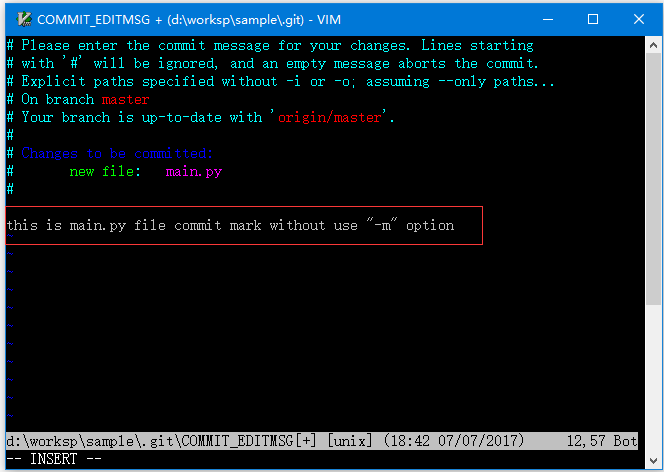 COMMIT_EDITMSG + (d:\worksp\sample\.git) - VIM
# Please enter the commit message for your changes. Lines starting
# with '#' will be ignored, and an empty message aborts the commit.
# Explicit paths specified without -i or -o; assuming --only paths...
# On branch master
# Your branch is up-to-date with 'origin/master'.
#
# Changes to be committed:
#       new file:   main.py
#
this is main.py file commit mark without use "-m" option
~
~
~
~
~
~
~
~
~
~
d:\worksp\sample\.git\COMMIT_EDITMSG[+] [unix] (18:42 07/07/2017)     12,57 Bot
-- INSERT --